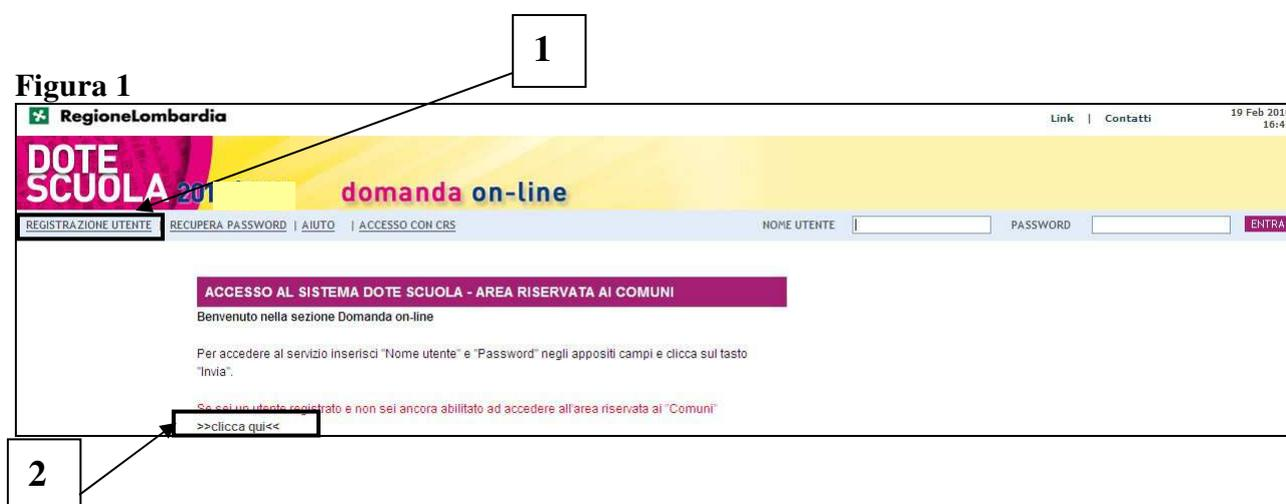 1
Figura 1
RegioneLombardia
Link | Contatti
19 Feb 201
16:4
DOTE
SCUOLA 201
domanda on-line
REGISTRAZIONE UTENTE | RECUPERA PASSWORD | AIUTO | ACCESSO CON CRS
NOME UTENTE PASSWORD ENTRA
ACCESSO AL SISTEMA DOTE SCUOLA - AREA RISERVATA AI COMUNI
Benvenuto nella sezione Domanda on-line
Per accedere al servizio inserisci "Nome utente" e "Password" negli appositi campi e clicca sul tasto
"Invia".
Se sei un utente registrato e non sei ancora abilitato ad accedere all'area riservata ai "Comuni"
>>clicca qui<<
2